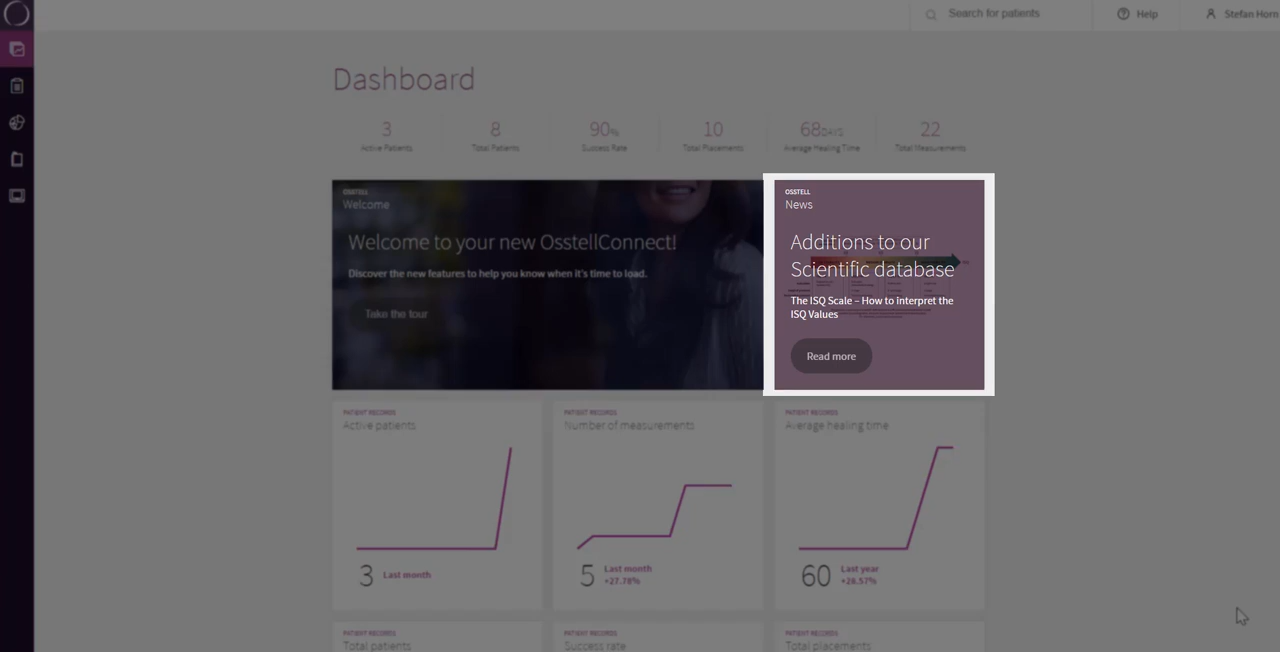 Search for patients
Help
Stefan Horn
Dashboard
3
Active Patients
8
Total Patients
90%
Success Rate
10
Total Placements
68DAYS
Average Healing Time
22
Total Measurements
OSSTELL
Welcome
Welcome to your new OsstellConnect!
Discover the new features to help you know when it's time to load.
Take the tour
OSSTELL
News
Additions to our
Scientific database
The ISQ Scale – How to interpret the
ISQ Values
Read more
PATIENT RECORDS
Active patients
3 Last month
PATIENT RECORDS
Number of measurements
5 Last month
+27.78%
PATIENT RECORDS
Average healing time
60 Last year
+26.57%
PATIENT RECORDS
Total patients
PATIENT RECORDS
Success rate
PATIENT RECORDS
Total placements